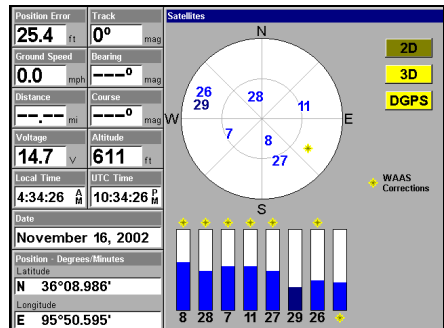 Position Error Track
25.4 ft 0° mag
Ground Speed Bearing
0.0 mph ---° mag
Distance Course
--.-- mi ---° mag
Voltage Altitude
14.7 V 611 ft
Local Time UTC Time
4:34:26 AM 10:34:26 PM
Date
November 16, 2002
Position - Degrees/Minutes
Latitude
N 36°08.986'
Longitude
E 95°50.595'
Satellites
N
2D
3D
DGPS
26
29
28
11
W
E
7
8
27
S
WAAS
Corrections
8 28 7 11 27 29 26